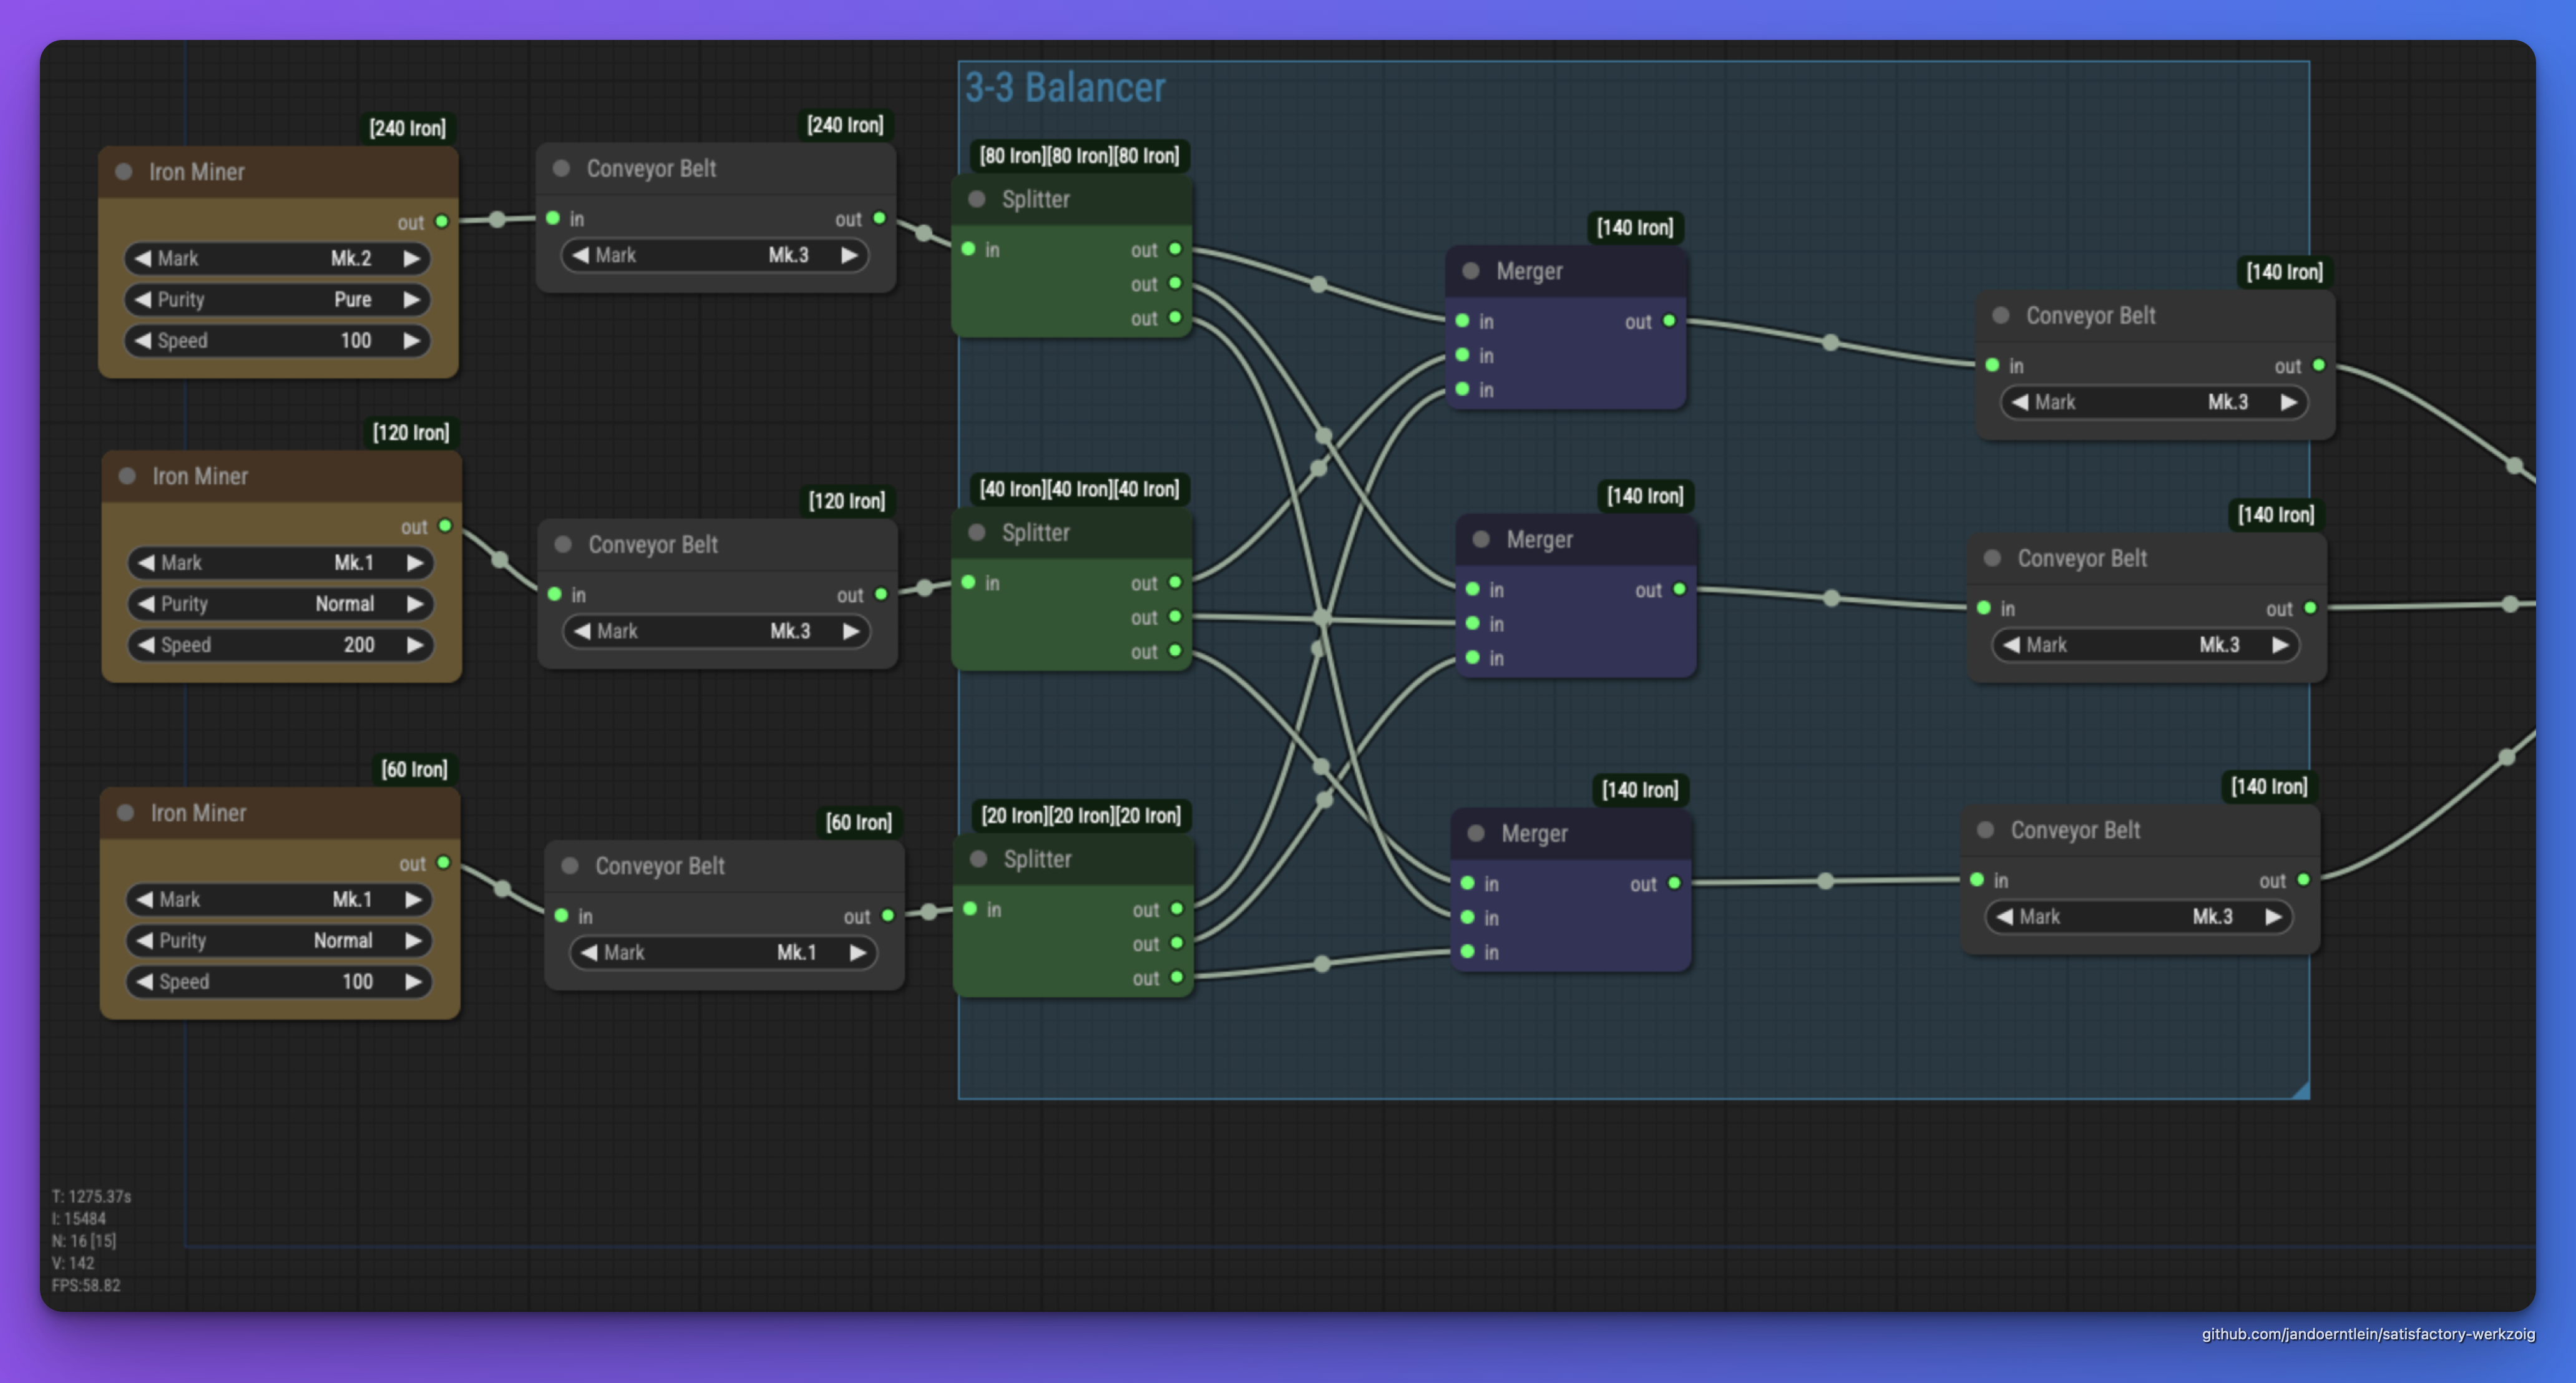 3-3 Balancer
[240 Iron]
Iron Miner
out
Mark Mk.2
Purity Pure
Speed 100
[240 Iron]
Conveyor Belt
in out
Mark Mk.3
[80 Iron][80 Iron][80 Iron]
Splitter
in out
out
out
[140 Iron]
Merger
in out
in
in
[140 Iron]
Conveyor Belt
in out
Mark Mk.3
[120 Iron]
Iron Miner
out
Mark Mk.1
Purity Normal
Speed 200
[120 Iron]
Conveyor Belt
in out
Mark Mk.3
[40 Iron][40 Iron][40 Iron]
Splitter
in out
out
out
[140 Iron]
Merger
in out
in
in
[140 Iron]
Conveyor Belt
in out
Mark Mk.3
[60 Iron]
Iron Miner
out
Mark Mk.1
Purity Normal
Speed 100
[60 Iron]
Conveyor Belt
in out
Mark Mk.1
[20 Iron][20 Iron][20 Iron]
Splitter
in out
out
out
[140 Iron]
Merger
in out
in
in
[140 Iron]
Conveyor Belt
in out
Mark Mk.3
T: 1275.37s
I: 15484
N: 16 [15]
V: 142
FPS:58.82
github.com/jandoerntlein/satisfactory-werkzoig